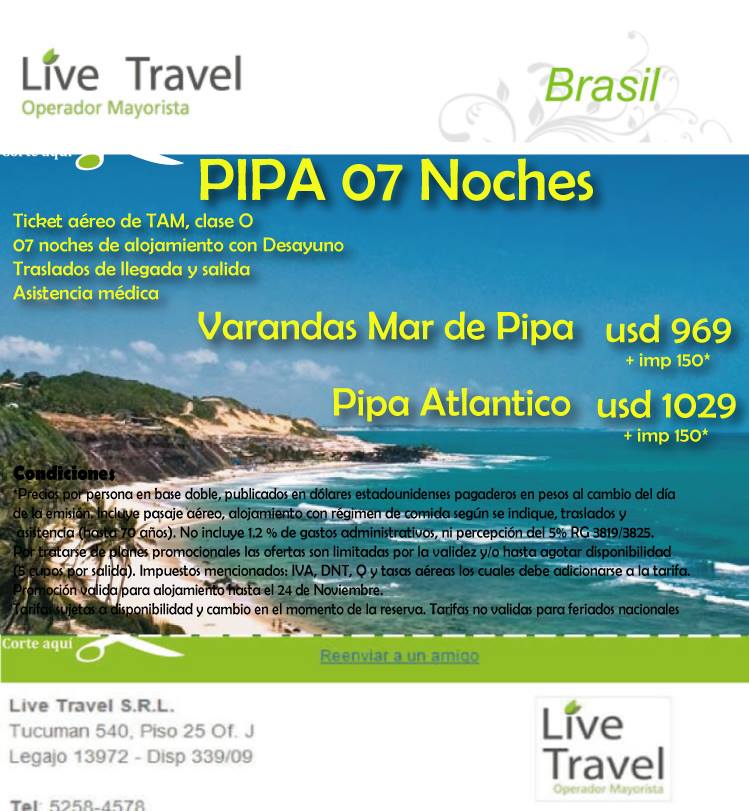 Live Travel
Operador Mayorista
Brasil
Corte aquí
PIPA 07 Noches
Ticket aéreo de TAM, clase O
07 noches de alojamiento con Desayuno
Traslados de llegada y salida
Asistencia médica
Varandas Mar de Pipa usd 969
+ imp 150*
Pipa Atlantico usd 1029
+ imp 150*
Condiciones
*Precios por persona en base doble, publicados en dólares estadounidenses pagaderos en pesos al cambio del día
de la emisión. Incluye pasaje aéreo, alojamiento con régimen de comida según se indique, traslados y
asistencia (hasta 70 años). No incluye 1,2 % de gastos administrativos, ni percepción del 5% RG 3819/3825.
Por tratarse de planes promocionales las ofertas son limitadas por la validez y/o hasta agotar disponibilidad
(5 cupos por salida). Impuestos mencionados: IVA, DNT, Q y tasas aéreas los cuales debe adicionarse a la tarifa.
Promoción valida para alojamiento hasta el 24 de Noviembre.
Tarifas sujetas a disponibilidad y cambio en el momento de la reserva. Tarifas no validas para feriados nacionales
Corte aquí
Reenviar a un amigo
Live Travel S.R.L.
Tucuman 540, Piso 25 Of. J
Legajo 13972 - Disp 339/09
Tel: 5258-4578
Live
Travel
Operador Mayorista